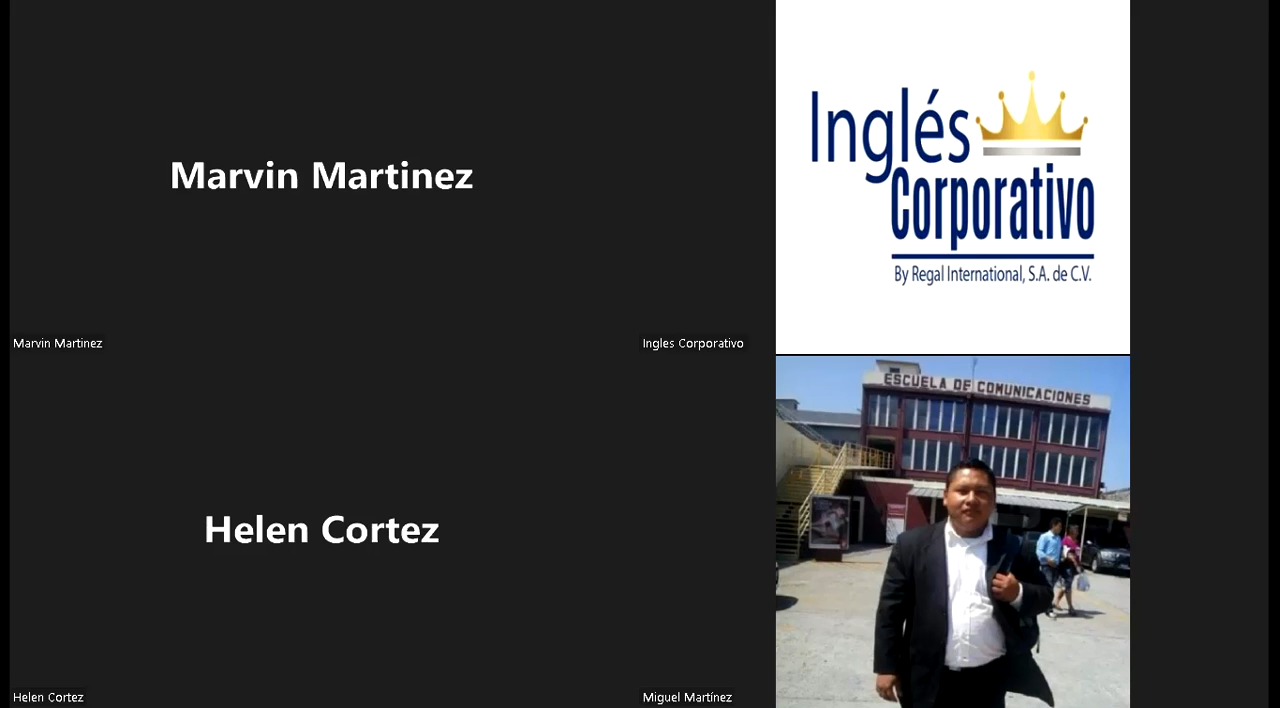 Marvin Martinez
Inglés
Corporativo
By Regal International, S.A. de C.V.
Marvin Martinez
Ingles Corporativo
ESCUELA DE COMUNICACIONES
Helen Cortez
Helen Cortez
Miguel Martínez